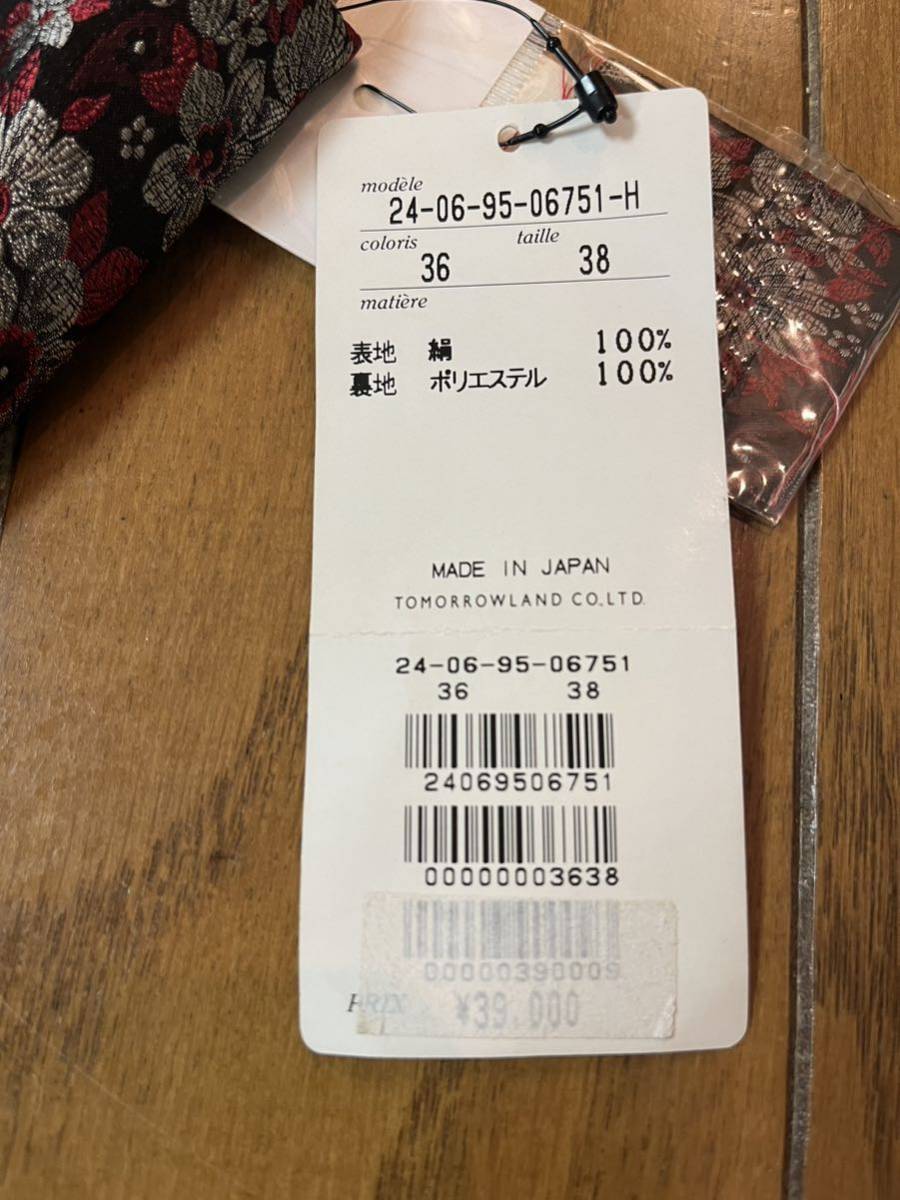 modèle
24-06-95-06751-H
coloris taille
36 38
matière
表地 絹 100%
裏地 ポリエステル 100%
MADE IN JAPAN
TOMORROWLAND CO.,LTD.
24-06-95-06751
36 38
24069506751
00000003638
00000390009
PRIX ¥39,000